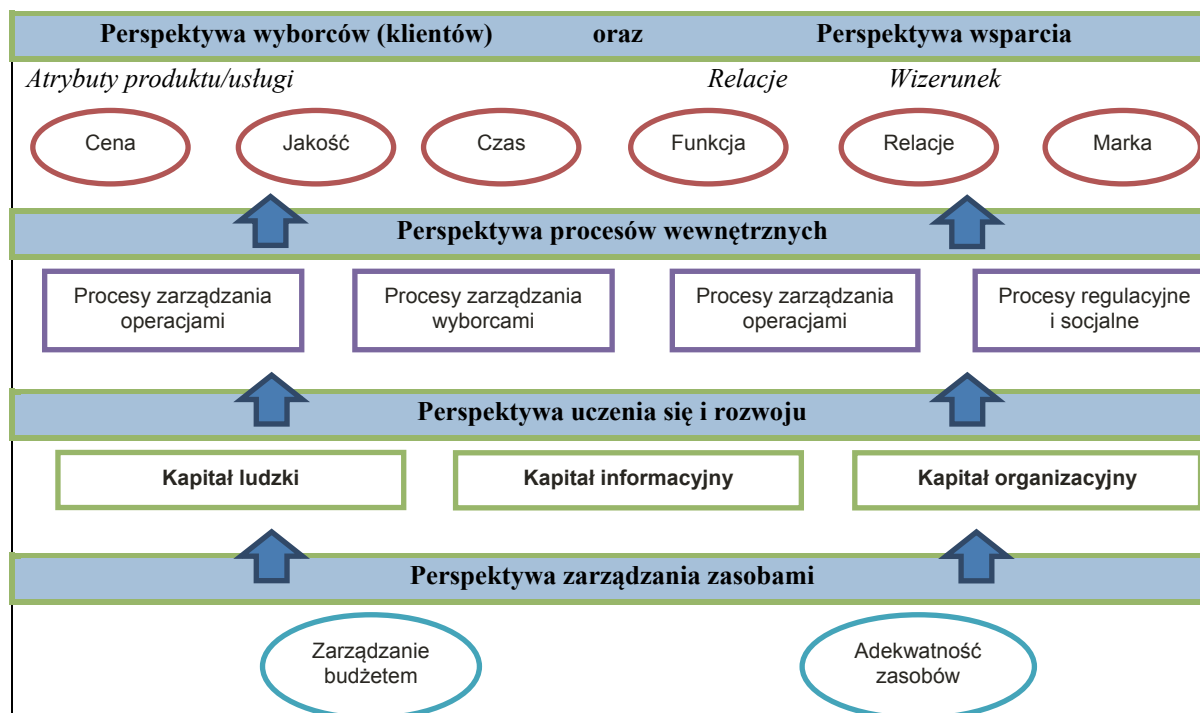 Perspektywa wyborców (klientów) oraz Perspektywa wsparcia
Atrybuty produktu/usługi Relacje Wizerunek
Cena Jakość Czas Funkcja Relacje Marka
Perspektywa procesów wewnętrznych
Procesy zarządzania
operacjami
Procesy zarządzania
wyborcami
Procesy zarządzania
operacjami
Procesy regulacyjne
i socjalne
Perspektywa uczenia się i rozwoju
Kapitał ludzki Kapitał informacyjny Kapitał organizacyjny
Perspektywa zarządzania zasobami
Zarządzanie
budżetem
Adekwatność
zasobów